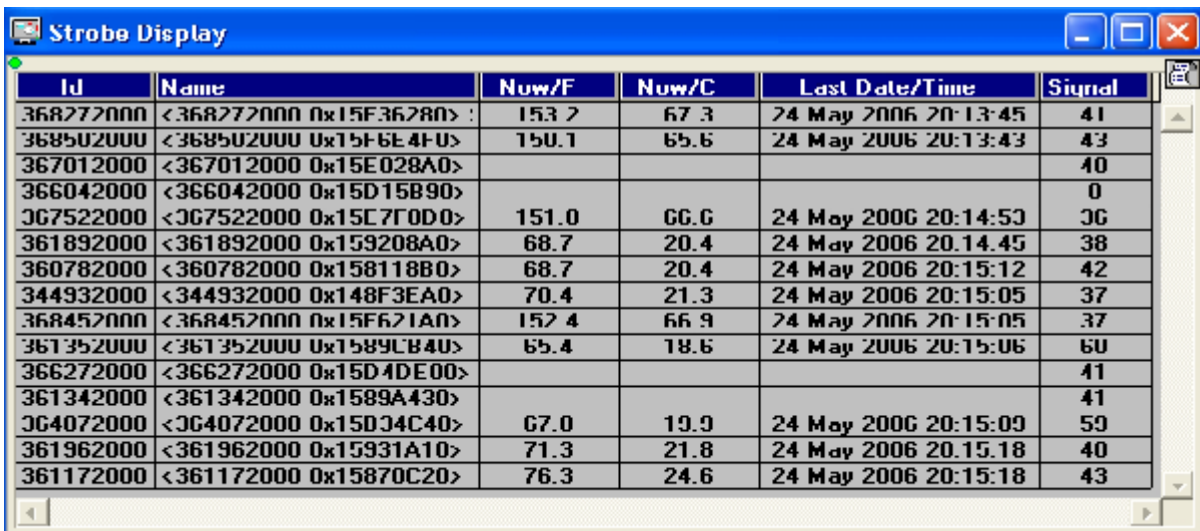 Strobe Display
Id Name Now/F Now/C Last Date/Time Signal
368272000 <368272000 0x15F36280> : 153.2 67.3 24 May 2006 20:13:45 41
368502000 <368502000 0x15F6E4F0> 150.1 65.6 24 May 2006 20:13:43 43
367012000 <367012000 0x15E028A0> 40
366042000 <366042000 0x15D15B90> 0
367522000 <367522000 0x15E7F0D0> 66.6 24 May 2006 36
361892000 <361892000 0x159208A0> 68.7 20.4 24 May 2006 20:14:45 38
360782000 <360782000 0x158118B0> 68.7 20.4 24 May 2006 20:15:12 42
344932000 <344932000 0x148F3EA0> 70.4 21.3 24 May 2006 20:15:05 37
368452000 <368452000 0x15F621A0> 152.4 66.9 24 May 2006 20:15:05 37
361352000 <361352000 0x1589CB40> 65.4 18.6 24 May 2006 20:15:06 60
366272000 <366272000 0x15D4DE00> 41
361342000 <361342000 0x1589A430> 41
364072000 <364072000 0x15B34C40> 19.9 24 May 2006 20:15:09 59
361962000 <361962000 0x15931A10> 71.3 21.8 24 May 2006 20:15:18 40
361172000 <361172000 0x15870C20> 76.3 24.6 24 May 2006 20:15:18 43